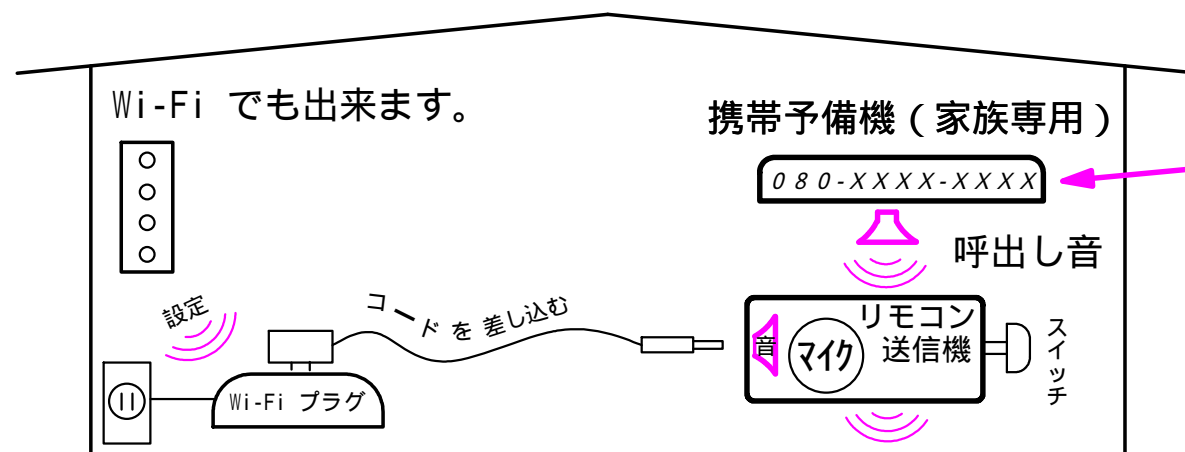 Wi-Fi でも出来ます。
携帯予備機(家族専用)
080-XXXX-XXXX
呼出し音
設定
コードを差し込む
Wi-Fi プラグ
音
マイク
リモコン
送信機
スイッチ